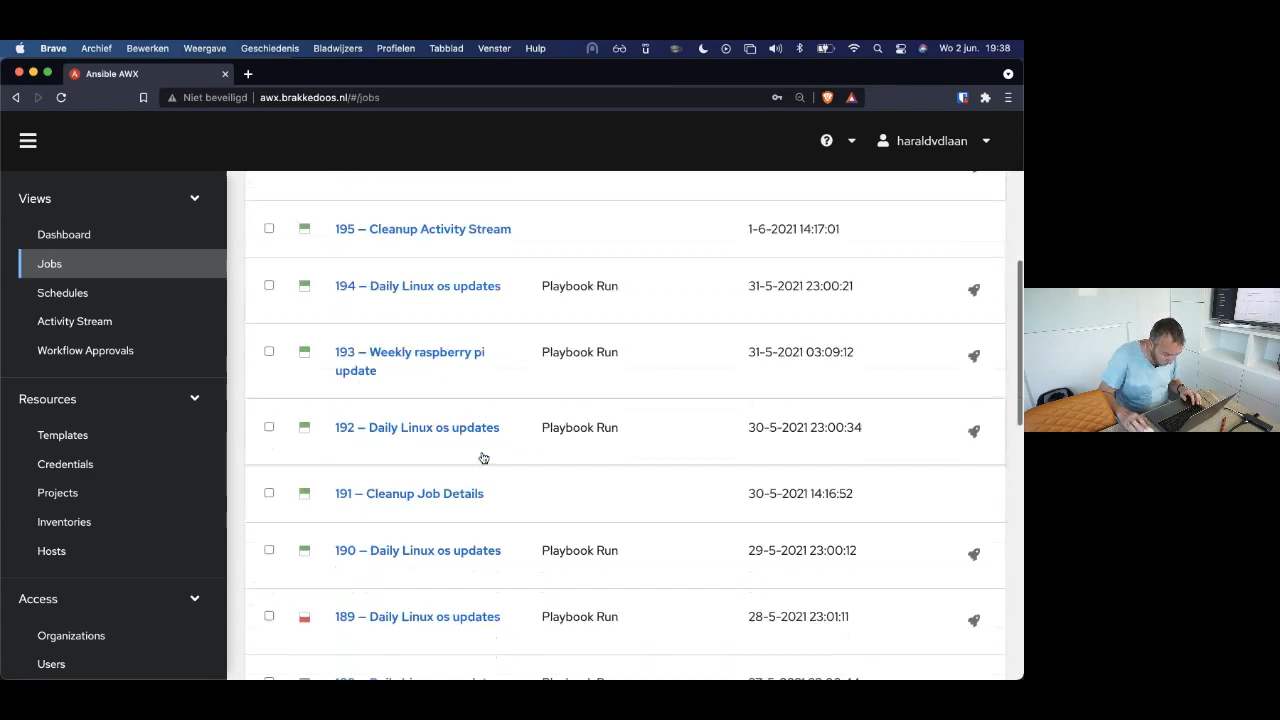 Brave Archief Bewerken Weergave Geschiedenis Bladwijzers Profielen Tabblad Venster Hulp Wo 2 jun. 19:38
Ansible AWX
Niet beveiligd awx.brakkedoos.nl/#/jobs
haraldvdlaan
Views
Dashboard
Jobs
Schedules
Activity Stream
Workflow Approvals
Resources
Templates
Credentials
Projects
Inventories
Hosts
Access
Organizations
Users
195 – Cleanup Activity Stream 1-6-2021 14:17:01
194 – Daily Linux os updates Playbook Run 31-5-2021 23:00:21
193 – Weekly raspberry pi
update Playbook Run 31-5-2021 03:09:12
192 – Daily Linux os updates Playbook Run 30-5-2021 23:00:34
191 – Cleanup Job Details 30-5-2021 14:16:52
190 – Daily Linux os updates Playbook Run 29-5-2021 23:00:12
189 – Daily Linux os updates Playbook Run 28-5-2021 23:01:11